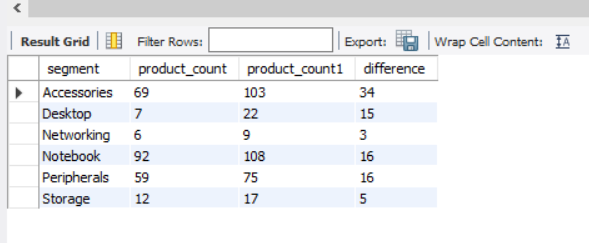 Result Grid Filter Rows: Export: Wrap Cell Content: IA
segment product_count product_count1 difference
Accessories 69 103 34
Desktop 7 22 15
Networking 6 9 3
Notebook 92 108 16
Peripherals 59 75 16
Storage 12 17 5